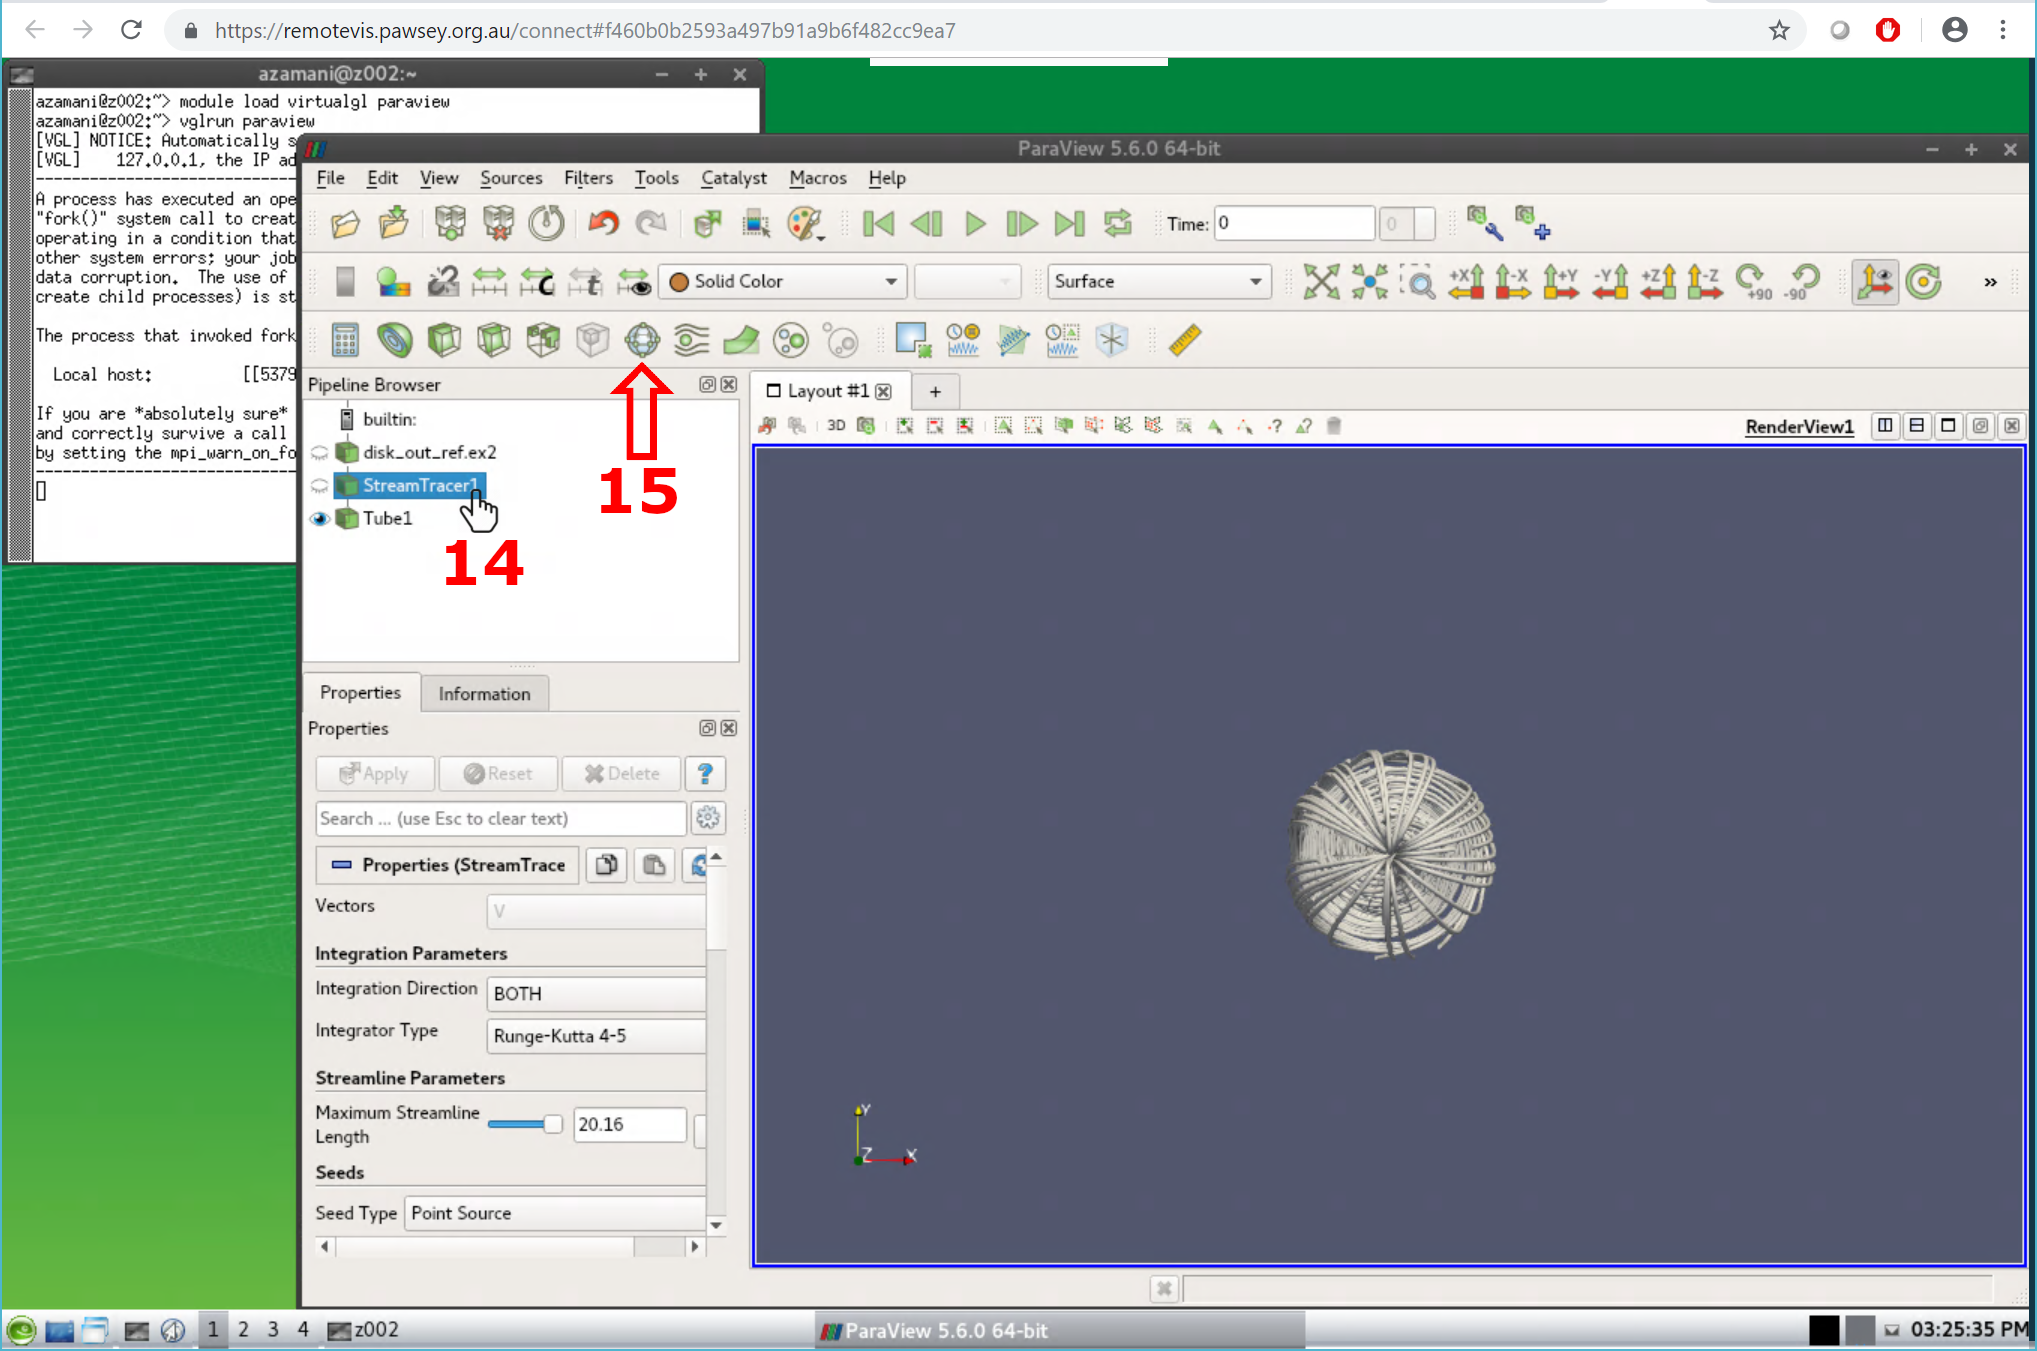 https://remotevis.pawsey.org.au/connect#f460b0b2593a497b91a9b6f482cc9ea7
azamani@z002:~
azamani@z002:~> module load virtualgl paraview
azamani@z002:~> vglrun paraview
[VGL] NOTICE: Automatically s
[VGL]    127.0.0.1, the IP ad
A process has executed an ope
"fork()" system call to creat
operating in a condition that
other system errors; your job
data corruption.  The use of
create child processes) is st
The process that invoked fork
Local host:          [[5379
If you are *absolutely sure*
and correctly survive a call
by setting the mpi_warn_on_fo
ParaView 5.6.0 64-bit
File Edit View Sources Filters Tools Catalyst Macros Help
Time: 0 0
Solid Color Surface +X -X +Y -Y +Z -Z +90 -90 »
Pipeline Browser
builtin:
disk_out_ref.ex2
StreamTracer1
Tube1
14
15
Layout #1 +
3D
RenderView1
Properties Information
Properties
Apply Reset Delete ?
Search ... (use Esc to clear text)
Properties (StreamTrace
Vectors V
Integration Parameters
Integration Direction BOTH
Integrator Type Runge-Kutta 4-5
Streamline Parameters
Maximum Streamline Length 20.16
Seeds
Seed Type Point Source
Y
Z X
1 2 3 4 z002 ParaView 5.6.0 64-bit 03:25:35 PM